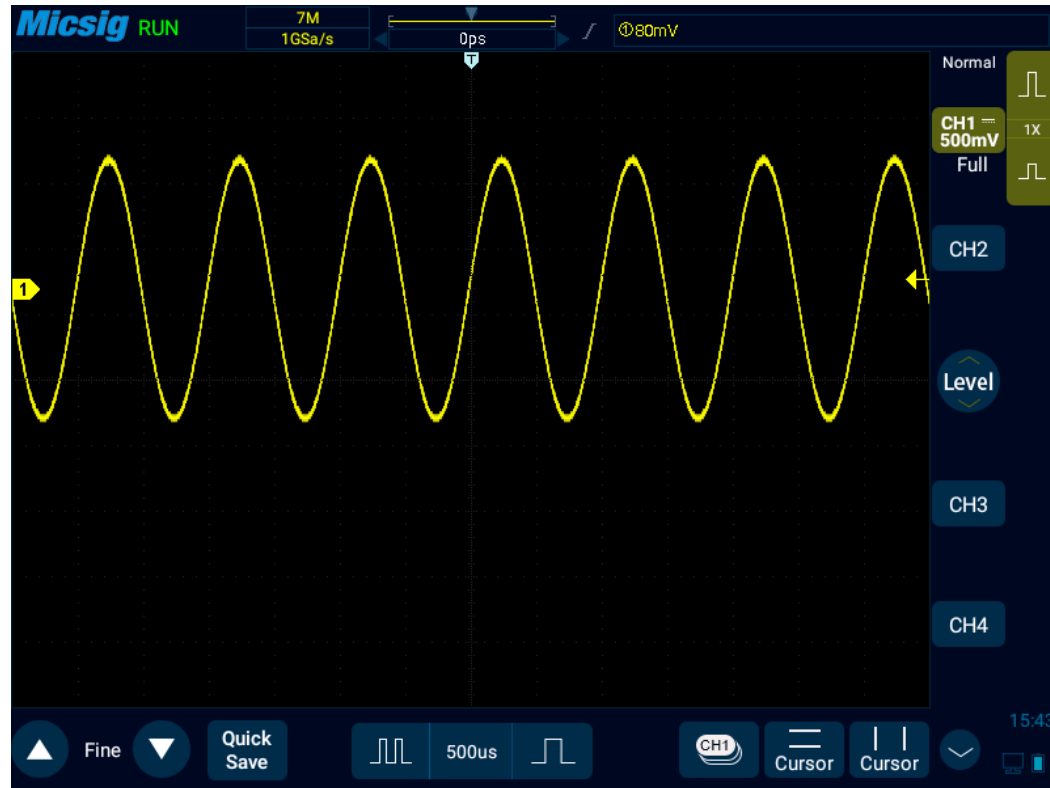 Micsig RUN
7M
1GSa/s
0ps
①80mV
T
Normal
CH1
500mV
1X
Full
CH2
1
Level
CH3
CH4
15:43
Fine
Quick
Save
500us
CH1
Cursor
Cursor